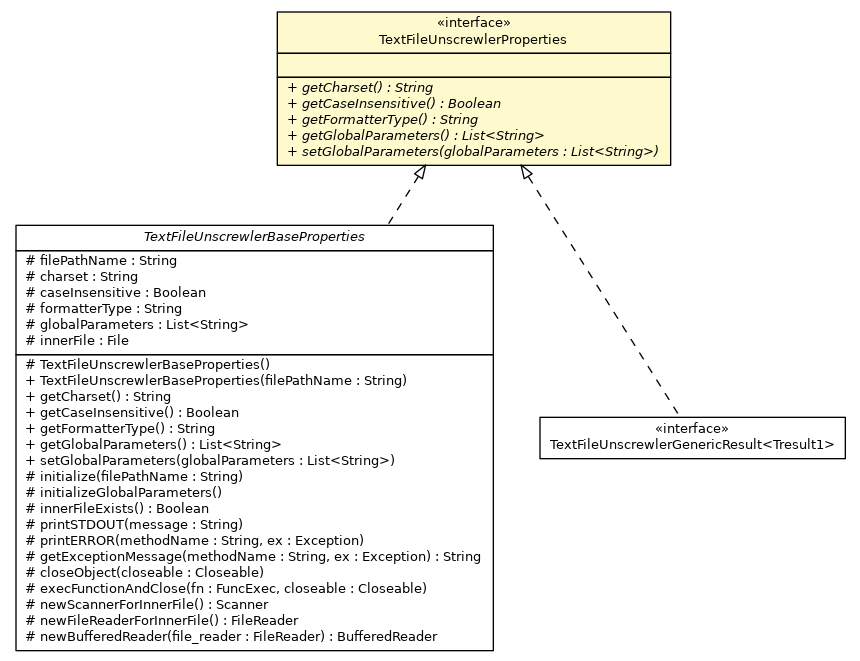 «interface»
TextFileUnscrewlerProperties
+ getCharset() : String
+ getCaseInsensitive() : Boolean
+ getFormatterType() : String
+ getGlobalParameters() : List<String>
+ setGlobalParameters(globalParameters : List<String>)
TextFileUnscrewlerBaseProperties
# filePathName : String
# charset : String
# caseInsensitive : Boolean
# formatterType : String
# globalParameters : List<String>
# innerFile : File
# TextFileUnscrewlerBaseProperties()
+ TextFileUnscrewlerBaseProperties(filePathName : String)
+ getCharset() : String
+ getCaseInsensitive() : Boolean
+ getFormatterType() : String
+ getGlobalParameters() : List<String>
+ setGlobalParameters(globalParameters : List<String>)
# initialize(filePathName : String)
# initializeGlobalParameters()
# innerFileExists() : Boolean
# printSTDOUT(message : String)
# printERROR(methodName : String, ex : Exception)
# getExceptionMessage(methodName : String, ex : Exception) : String
# closeObject(closeable : Closeable)
# execFunctionAndClose(fn : FuncExec, closeable : Closeable)
# newScannerForInnerFile() : Scanner
# newFileReaderForInnerFile() : FileReader
# newBufferedReader(file_reader : FileReader) : BufferedReader
«interface»
TextFileUnscrewlerGenericResult<Tresult1>